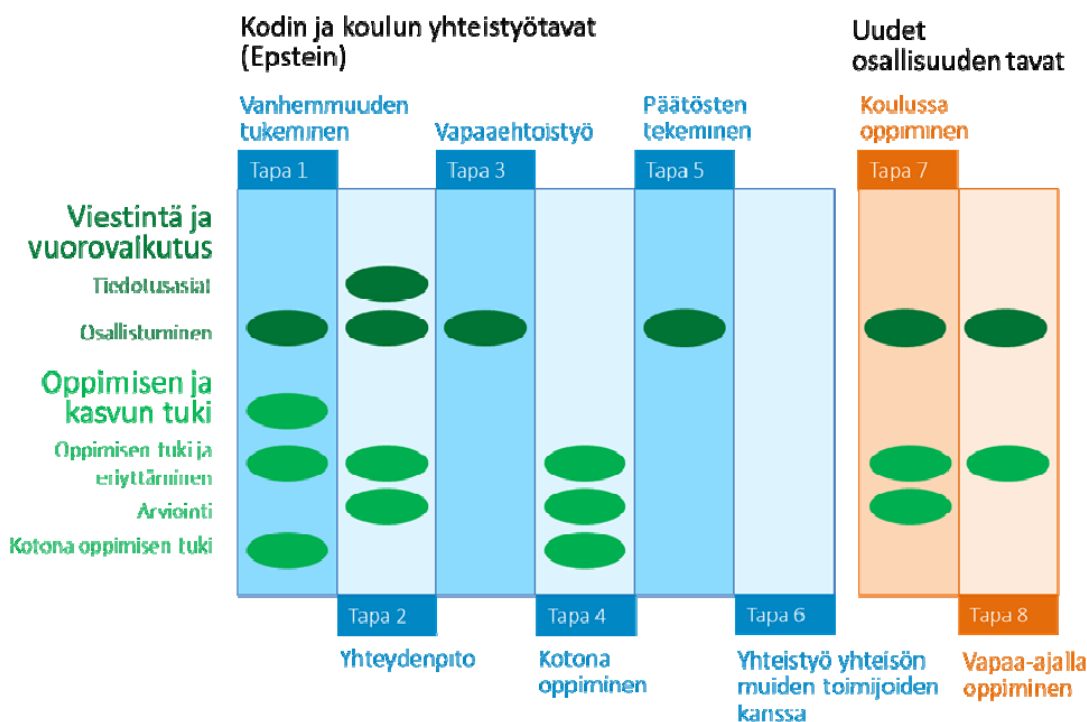 Kodin ja koulun yhteistyötavat
(Epstein)
Uudet
osallisuuden tavat
Vanhemmuuden
tukeminen
Vapaaehtoistyö
Päätösten
tekeminen
Koulussa
oppiminen
Tapa 1
Tapa 3
Tapa 5
Tapa 7
Viestintä ja
vuorovaikutus
Tiedotusasiat
Osallistuminen
Oppimisen ja
kasvun tuki
Oppimisen tuki ja
eriyttäminen
Arviointi
Kotona oppimisen tuki
Tapa 2
Tapa 4
Tapa 6
Tapa 8
Yhteydenpito
Kotona
oppiminen
Yhteistyö yhteisön
muiden toimijoiden
kanssa
Vapaa-ajalla
oppiminen